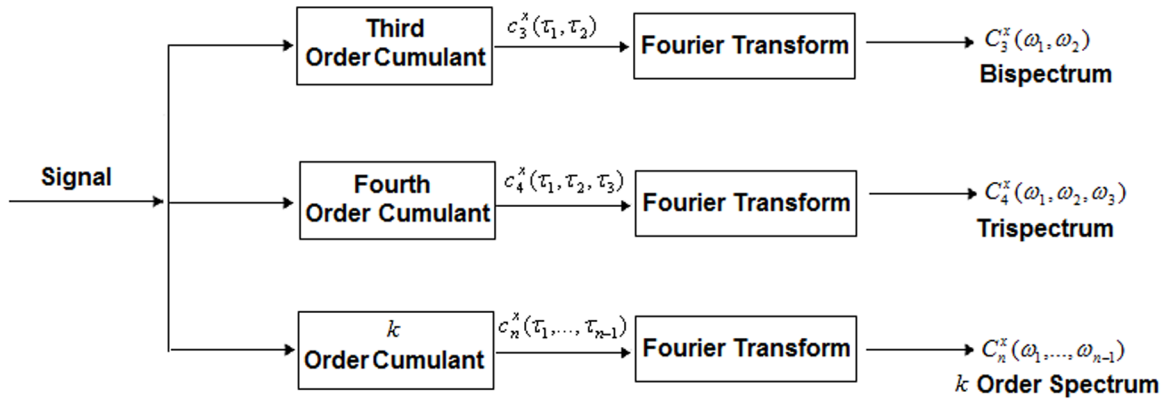 Signal
Third
Order Cumulant
c₃ˣ(τ₁, τ₂)
Fourier Transform
C₃ˣ(ω₁, ω₂)
Bispectrum
Fourth
Order Cumulant
c₄ˣ(τ₁, τ₂, τ₃)
Fourier Transform
C₄ˣ(ω₁, ω₂, ω₃)
Trispectrum
k
Order Cumulant
cₙˣ(τ₁,..., τₙ₋₁)
Fourier Transform
Cₙˣ(ω₁,..., ωₙ₋₁)
k Order Spectrum